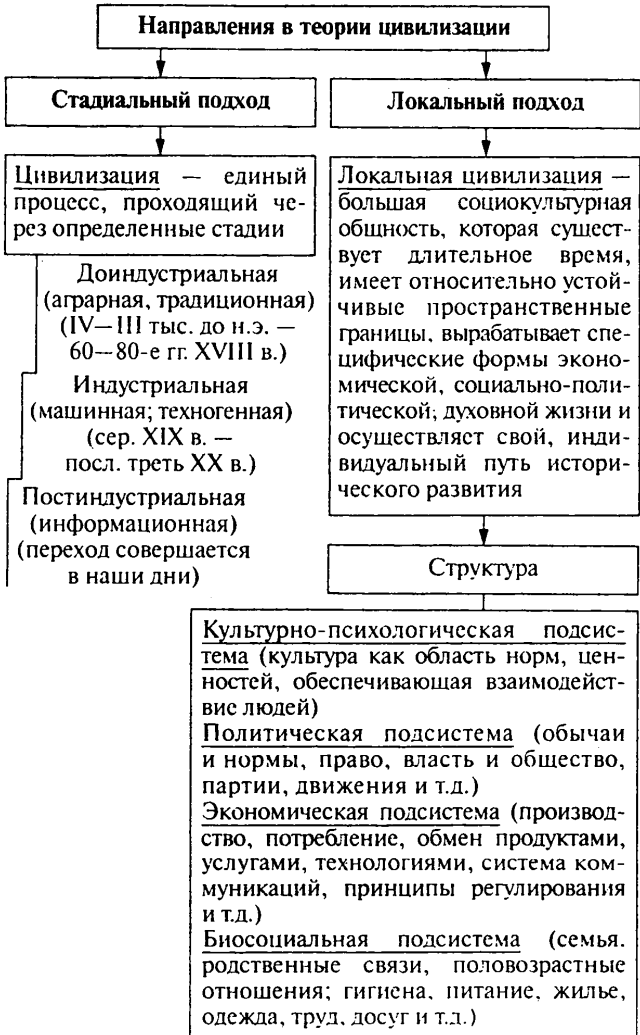 Направления в теории цивилизации
Стадиальный подход
Цивилизация — единый
процесс, проходящий че-
рез определенные стадии
Доиндустриальная
(аграрная, традиционная)
(IV—III тыс. до н.э. —
60—80-е гг. XVIII в.)
Индустриальная
(машинная; техногенная)
(сер. XIX в. —
посл. треть XX в.)
Постиндустриальная
(информационная)
(переход совершается
в наши дни)
Локальный подход
Локальная цивилизация —
большая социокультурная
общность, которая сущест-
вует длительное время,
имеет относительно устой-
чивые пространственные
границы, вырабатывает спе-
цифические формы эконо-
мической, социально-поли-
тической; духовной жизни и
осуществляет свой, инди-
видуальный путь истори-
ческого развития
Структура
Культурно-психологическая подсис-
тема (культура как область норм, цен-
ностей, обеспечивающая взаимодейст-
вие людей)
Политическая подсистема (обычаи
и нормы, право, власть и общество,
партии, движения и т.д.)
Экономическая подсистема (производ-
ство, потребление, обмен продуктами,
услугами, технологиями, система ком-
муникаций, принципы регулирования
и т.д.)
Биосоциальная подсистема (семья.
родственные связи, половозрастные
отношения; гигиена, питание, жилье,
одежда, труд, досуг и т.д.)